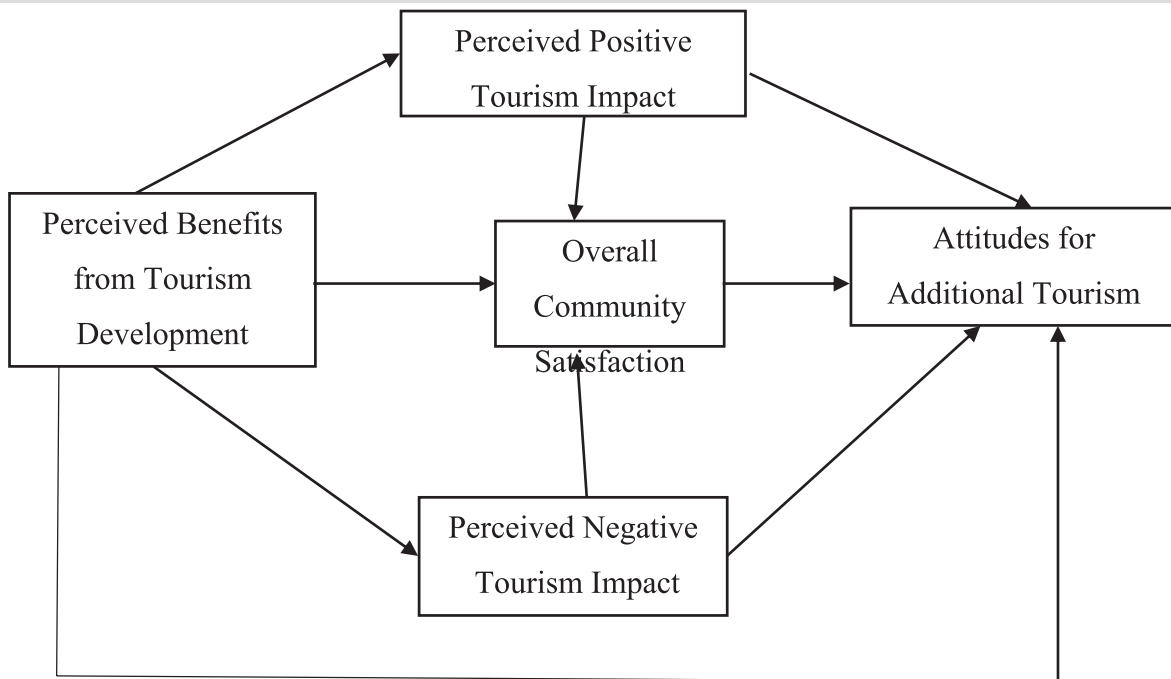 Perceived Positive
Tourism Impact
Perceived Benefits
from Tourism
Development
Overall
Community
Satisfaction
Attitudes for
Additional Tourism
Perceived Negative
Tourism Impact